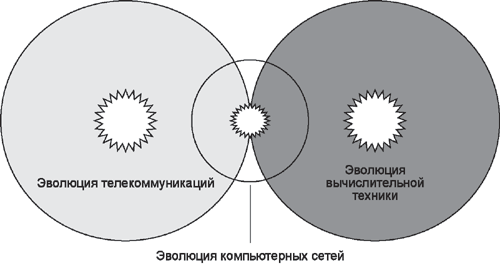 Эволюция телекоммуникаций
Эволюция
вычислительной
техники
Эволюция компьютерных сетей